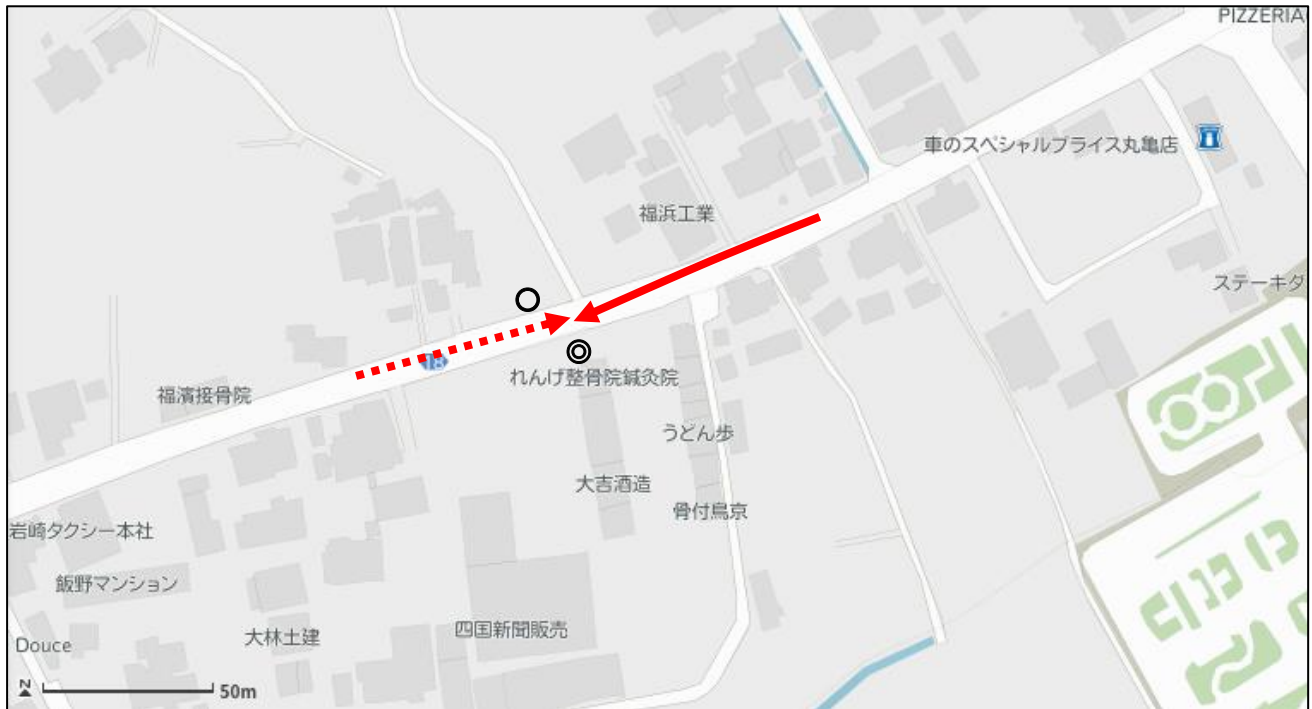 PIZZERIA
車のスペシャルプライス丸亀店
福浜工業
ステーキダ
18
れんげ整骨院鍼灸院
福濱接骨院
うどん歩
大吉酒造
骨付鳥京
岩崎タクシー本社
飯野マンション
四国新聞販売
大林土建
Douce
N
50m